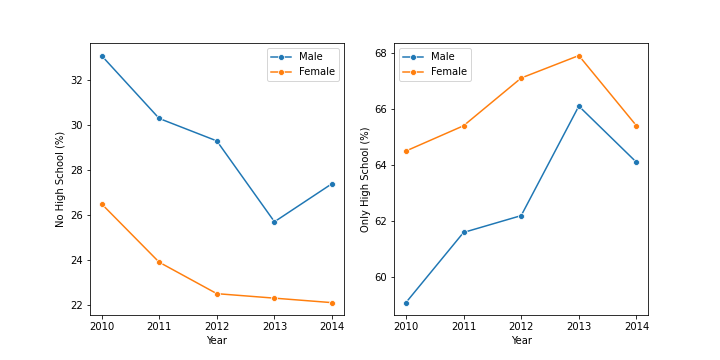 No High School (%)
32
30
28
26
24
22
Male
Female
2010 2011 2012 2013 2014
Year
Only High School (%)
68
66
64
62
60
Male
Female
2010 2011 2012 2013 2014
Year